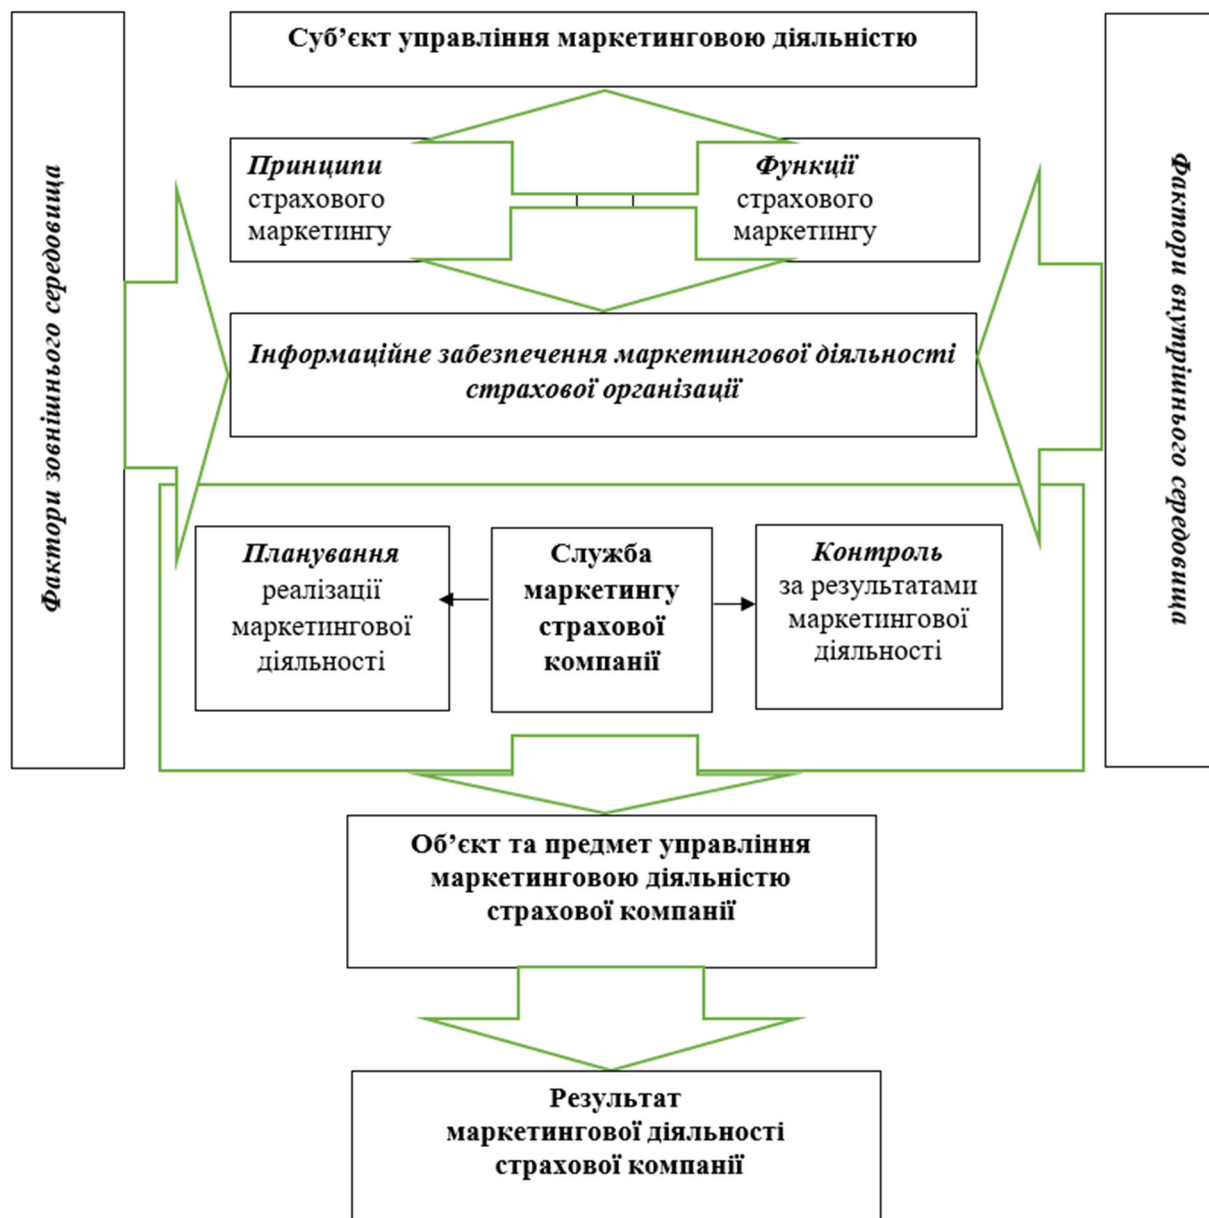 Суб’єкт управління маркетинговою діяльністю
Фактори зовнішнього середовища
Принципи
страхового
маркетингу
Функції
страхового
маркетингу
Фактори внутрішнього середовища
Інформаційне забезпечення маркетингової діяльності
страхової організації
Планування
реалізації
маркетингової
діяльності
Служба
маркетингу
страхової
компанії
Контроль
за результатами
маркетингової
діяльності
Об’єкт та предмет управління
маркетинговою діяльністю
страхової компанії
Результат
маркетингової діяльності
страхової компанії